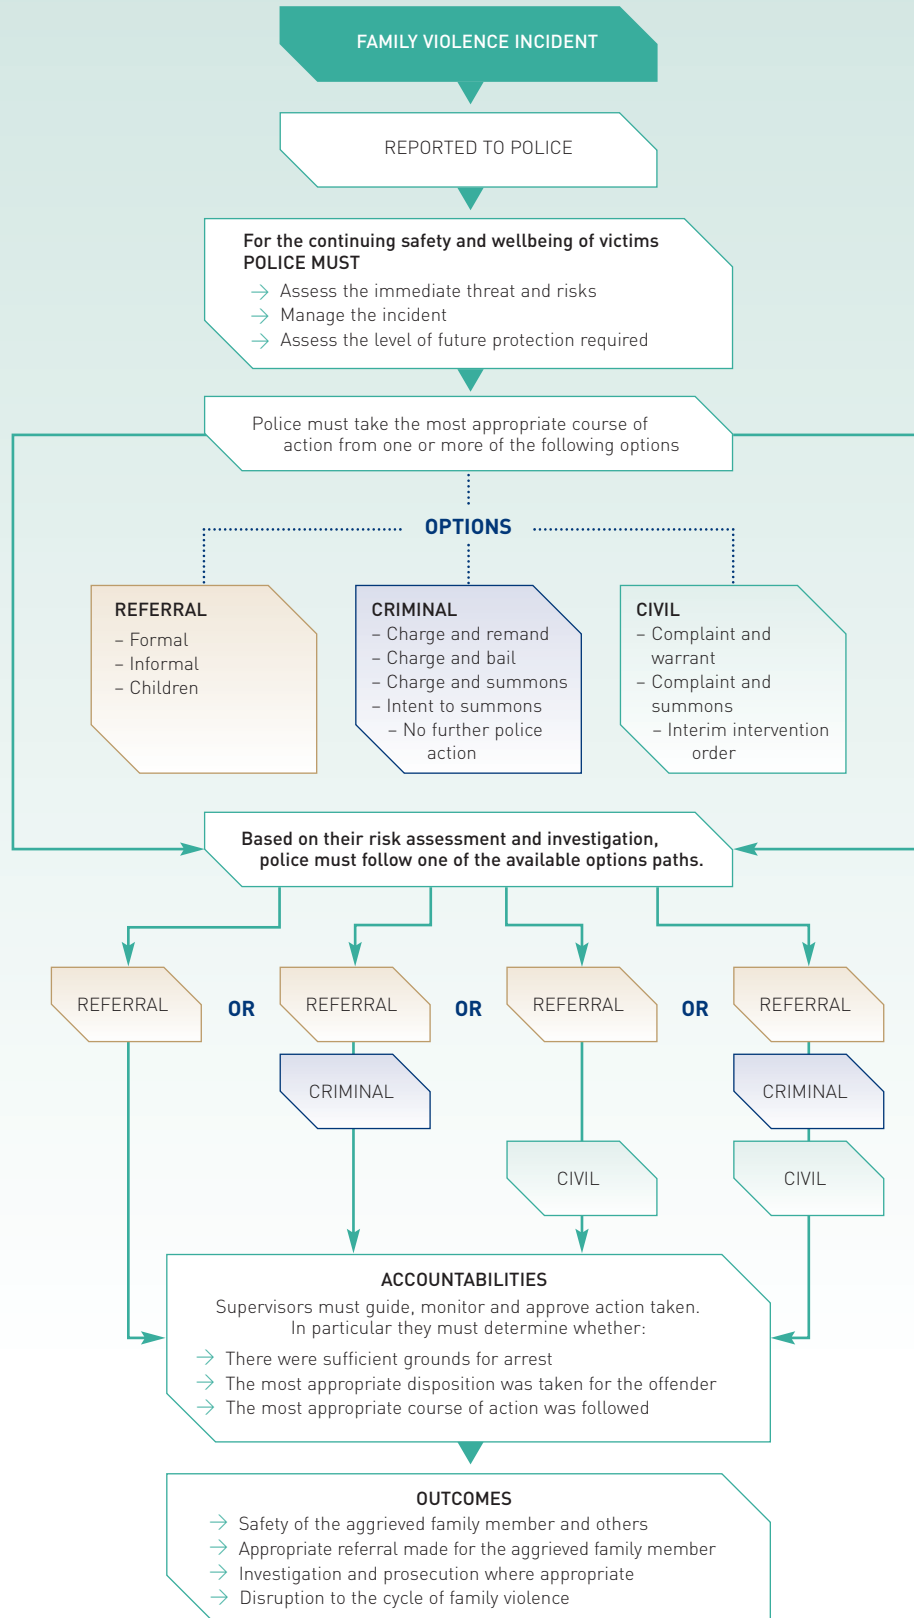 FAMILY VIOLENCE INCIDENT
REPORTED TO POLICE
For the continuing safety and wellbeing of victims
POLICE MUST
→ Assess the immediate threat and risks
→ Manage the incident
→ Assess the level of future protection required
Police must take the most appropriate course of
action from one or more of the following options
OPTIONS
REFERRAL
– Formal
– Informal
– Children
CRIMINAL
– Charge and remand
– Charge and bail
– Charge and summons
– Intent to summons
– No further police
action
CIVIL
– Complaint and
warrant
– Complaint and
summons
– Interim intervention
order
Based on their risk assessment and investigation,
police must follow one of the available options paths.
REFERRAL OR REFERRAL OR REFERRAL OR REFERRAL
CRIMINAL CRIMINAL
CIVIL CIVIL
ACCOUNTABILITIES
Supervisors must guide, monitor and approve action taken.
In particular they must determine whether:
→ There were sufficient grounds for arrest
→ The most appropriate disposition was taken for the offender
→ The most appropriate course of action was followed
OUTCOMES
→ Safety of the aggrieved family member and others
→ Appropriate referral made for the aggrieved family member
→ Investigation and prosecution where appropriate
→ Disruption to the cycle of family violence